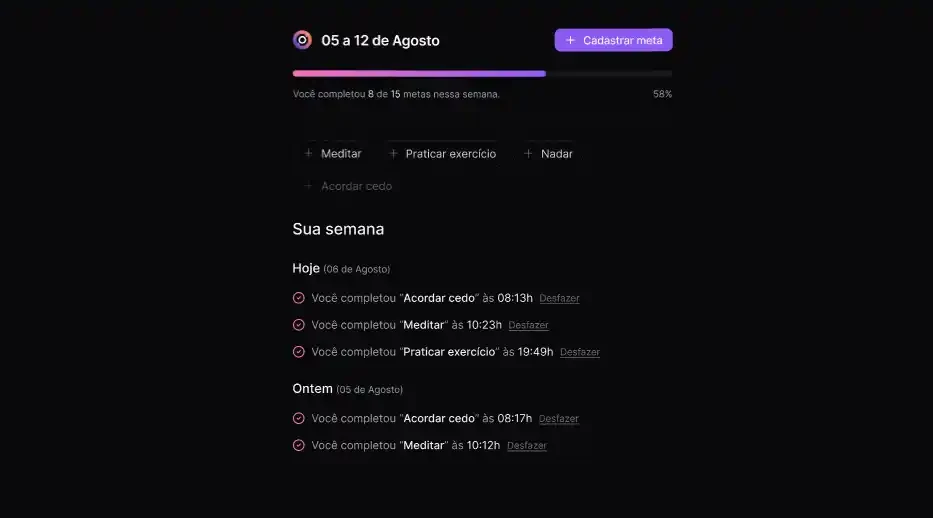 05 a 12 de Agosto
+ Cadastrar meta
Você completou 8 de 15 metas nessa semana.
58%
+ Meditar
+ Praticar exercício
+ Nadar
+ Acordar cedo
Sua semana
Hoje (06 de Agosto)
Você completou “Acordar cedo” às 08:13h Desfazer
Você completou “Meditar” às 10:23h Desfazer
Você completou “Praticar exercício” às 19:49h Desfazer
Ontem (05 de Agosto)
Você completou “Acordar cedo” às 08:17h Desfazer
Você completou “Meditar” às 10:12h Desfazer